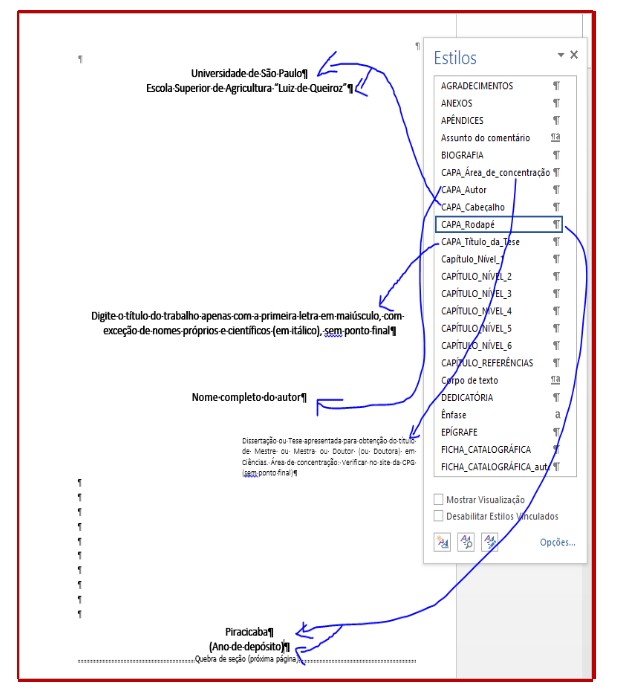 Universidade de São Paulo¶
Escola Superior de Agricultura "Luiz de Queiroz"¶
Digite o título do trabalho apenas com a primeira letra em maiúsculo, com
exceção de nomes próprios e científicos (em itálico), sem ponto final¶
Nome completo do autor¶
Dissertação ou Tese apresentada para obtenção do título
de Mestre ou Mestra ou Doutor (ou Doutora) em
Ciências. Área de concentração: Verificar no site da CPG
(sem ponto final)¶
¶
¶
¶
¶
¶
¶
¶
¶
¶
¶
Piracicaba¶
(Ano de depósito)¶
Quebra de seção (próxima página)
Estilos
AGRADECIMENTOS ¶
ANEXOS ¶
APÊNDICES ¶
Assunto do comentário ¶a
BIOGRAFIA ¶
CAPA_Área_de_concentração ¶
CAPA_Autor ¶
CAPA_Cabeçalho ¶
CAPA_Rodapé ¶
CAPA_Título_da_Tese ¶
Capítulo_Nível_1 ¶
CAPÍTULO_NÍVEL_2 ¶
CAPÍTULO_NÍVEL_3 ¶
CAPÍTULO_NÍVEL_4 ¶
CAPÍTULO_NÍVEL_5 ¶
CAPÍTULO_NÍVEL_6 ¶
CAPÍTULO_REFERÊNCIAS ¶
Corpo de texto ¶a
DEDICATÓRIA ¶
Ênfase a
EPÍGRAFE ¶
FICHA_CATALOGRÁFICA ¶
FICHA_CATALOGRÁFICA_aut ¶
Mostrar Visualização
Desabilitar Estilos Vinculados
Opções...